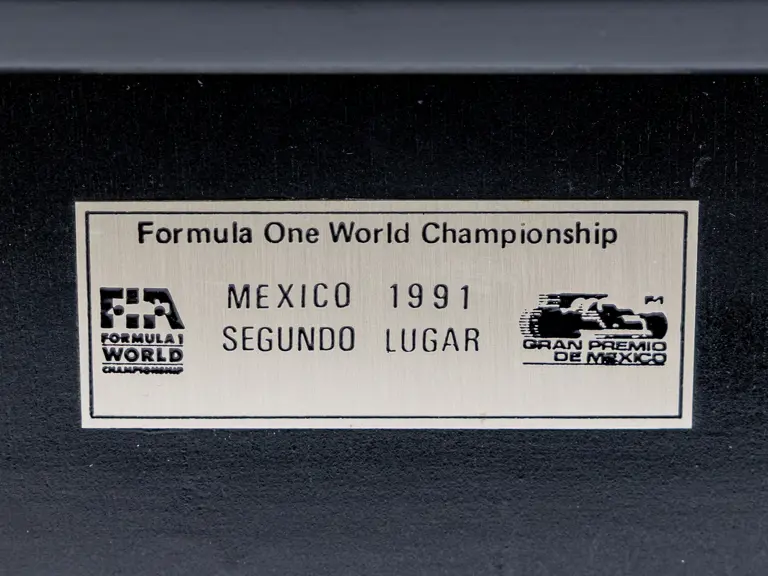 Formula One World Championship
MEXICO 1991
SEGUNDO LUGAR
FIA
FORMULA 1
WORLD
CHAMPIONSHIP
F1
GRAN PREMIO
DE MEXICO